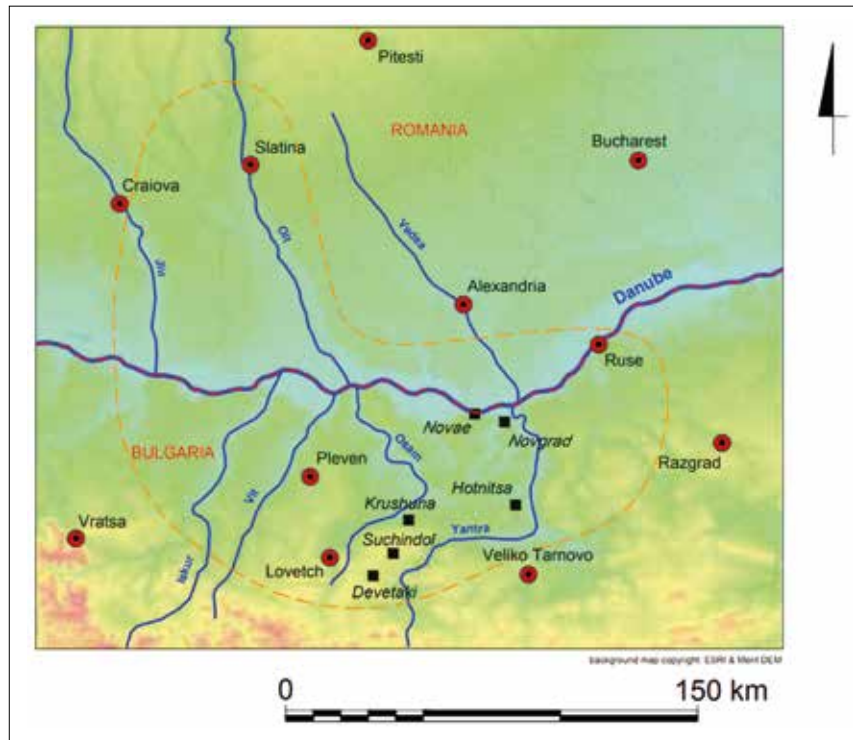 Pitesti
ROMANIA
Bucharest
Slatina
Craiova
Olt
Vedea
Jiu
Alexandria
Danube
Ruse
Novae
Novgrad
Osam
BULGARIA
Pleven
Razgrad
Vit
Hotnitsa
Krushuna
Vratsa
Yantra
Suchindol
Iskur
Lovetch
Veliko Tarnovo
Devetaki
background map copyright: ESRI & Merit DEM
0 150 km